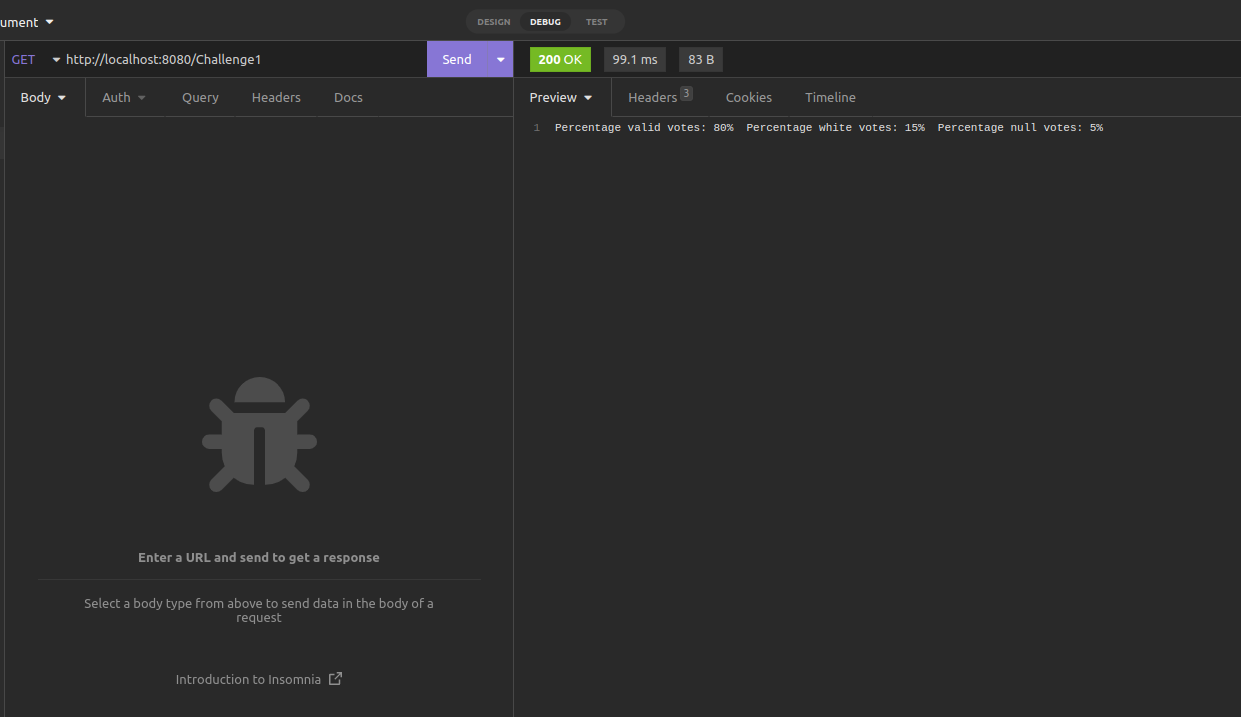 ument
DESIGN DEBUG TEST
GET http://localhost:8080/Challenge1 Send 200 OK 99.1 ms 83 B
Body Auth Query Headers Docs Preview Headers 3 Cookies Timeline
1 Percentage valid votes: 80% Percentage white votes: 15% Percentage null votes: 5%
Enter a URL and send to get a response
Select a body type from above to send data in the body of a
request
Introduction to Insomnia